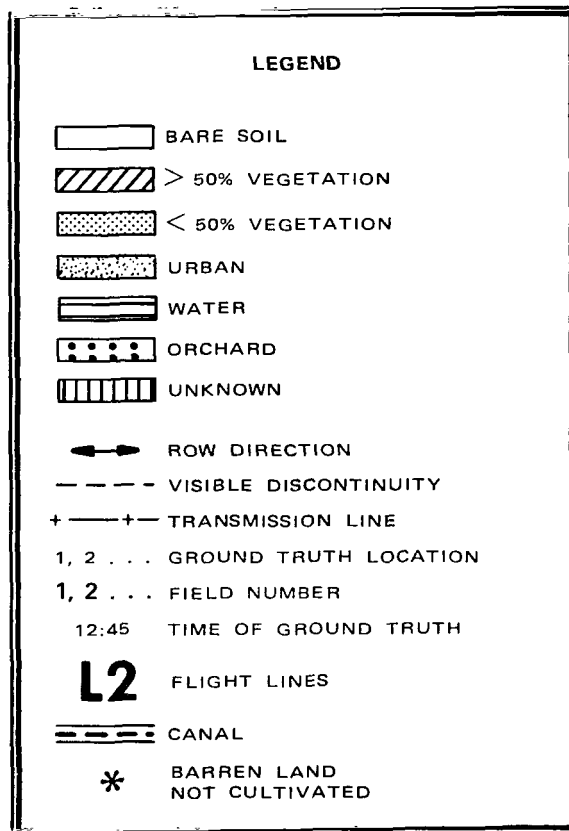 LEGEND
BARE SOIL
> 50% VEGETATION
< 50% VEGETATION
URBAN
WATER
ORCHARD
UNKNOWN
ROW DIRECTION
VISIBLE DISCONTINUITY
TRANSMISSION LINE
1, 2 . . . GROUND TRUTH LOCATION
1, 2 . . . FIELD NUMBER
12:45 TIME OF GROUND TRUTH
L2 FLIGHT LINES
CANAL
* BARREN LAND
NOT CULTIVATED